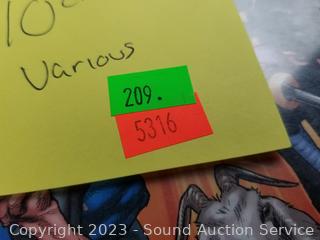 Various
209.
5316
Copyright 2023 - Sound Auction Service